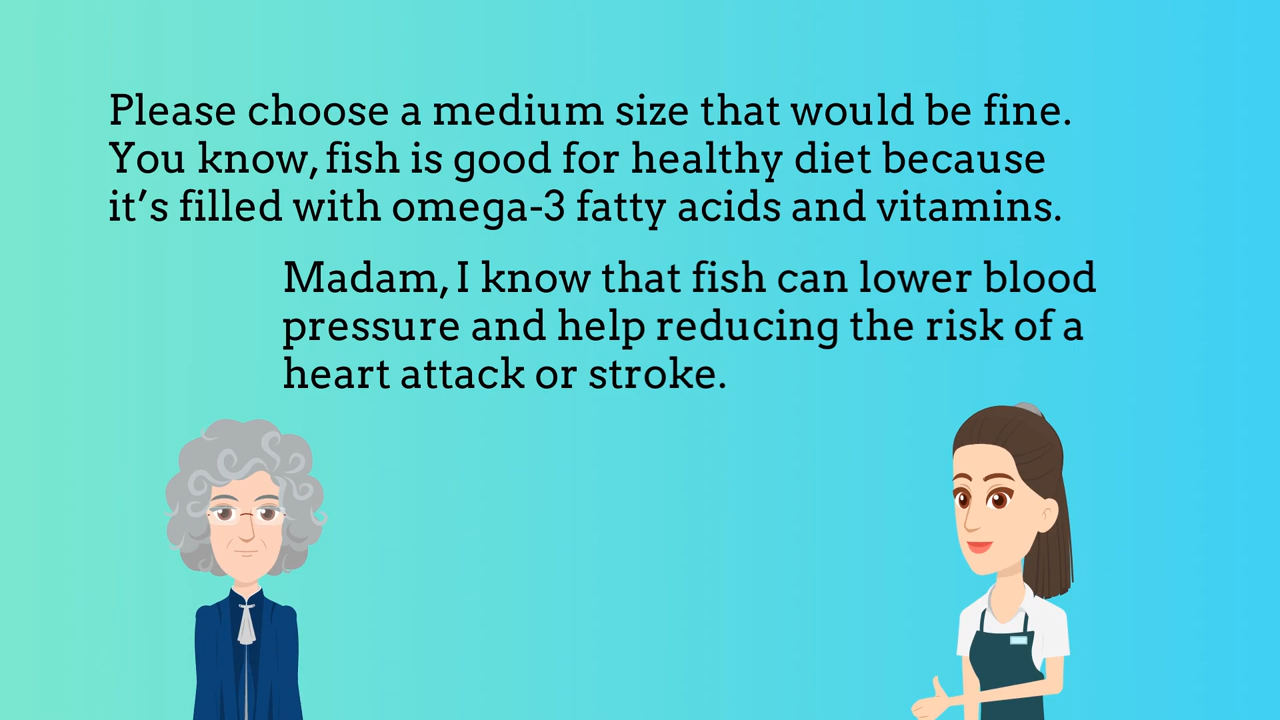 Please choose a medium size that would be fine.
You know, fish is good for healthy diet because
it’s filled with omega-3 fatty acids and vitamins.
Madam, I know that fish can lower blood
pressure and help reducing the risk of a
heart attack or stroke.